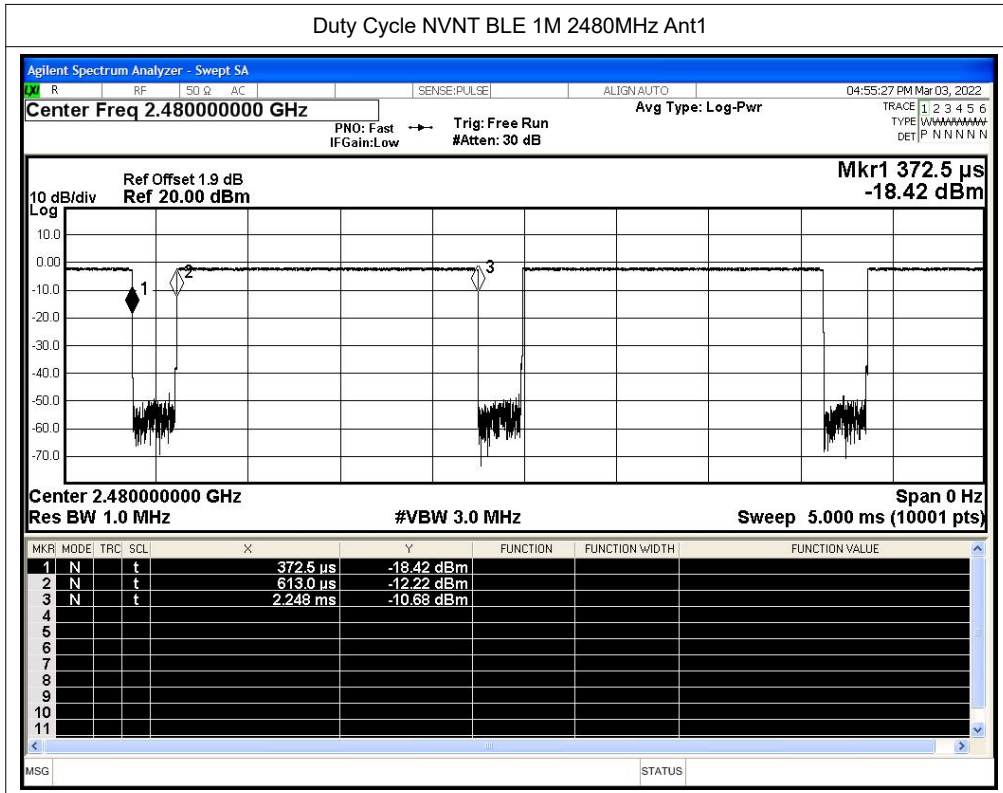 Duty Cycle NVNT BLE 1M 2480MHz Ant1
Agilent Spectrum Analyzer - Swept SA
LXI R RF 50 Ω AC SENSE:PULSE ALIGN AUTO 04:55:27 PM Mar 03, 2022
Center Freq 2.480000000 GHz Avg Type: Log-Pwr TRACE 1 2 3 4 5 6
PNO: Fast Trig: Free Run TYPE WWWWWW
IFGain:Low #Atten: 30 dB DET P N N N N N
Mkr1 372.5 µs
Ref Offset 1.9 dB
10 dB/div Ref 20.00 dBm -18.42 dBm
Log
10.0
0.00
-10.0
-20.0
-30.0
-40.0
-50.0
-60.0
-70.0
1
2
3
Center 2.480000000 GHz Span 0 Hz
Res BW 1.0 MHz #VBW 3.0 MHz Sweep 5.000 ms (10001 pts)
MKR MODE TRC SCL X Y FUNCTION FUNCTION WIDTH FUNCTION VALUE
1 N t 372.5 µs -18.42 dBm
2 N t 613.0 µs -12.22 dBm
3 N t 2.248 ms -10.68 dBm
4
5
6
7
8
9
10
11
MSG STATUS